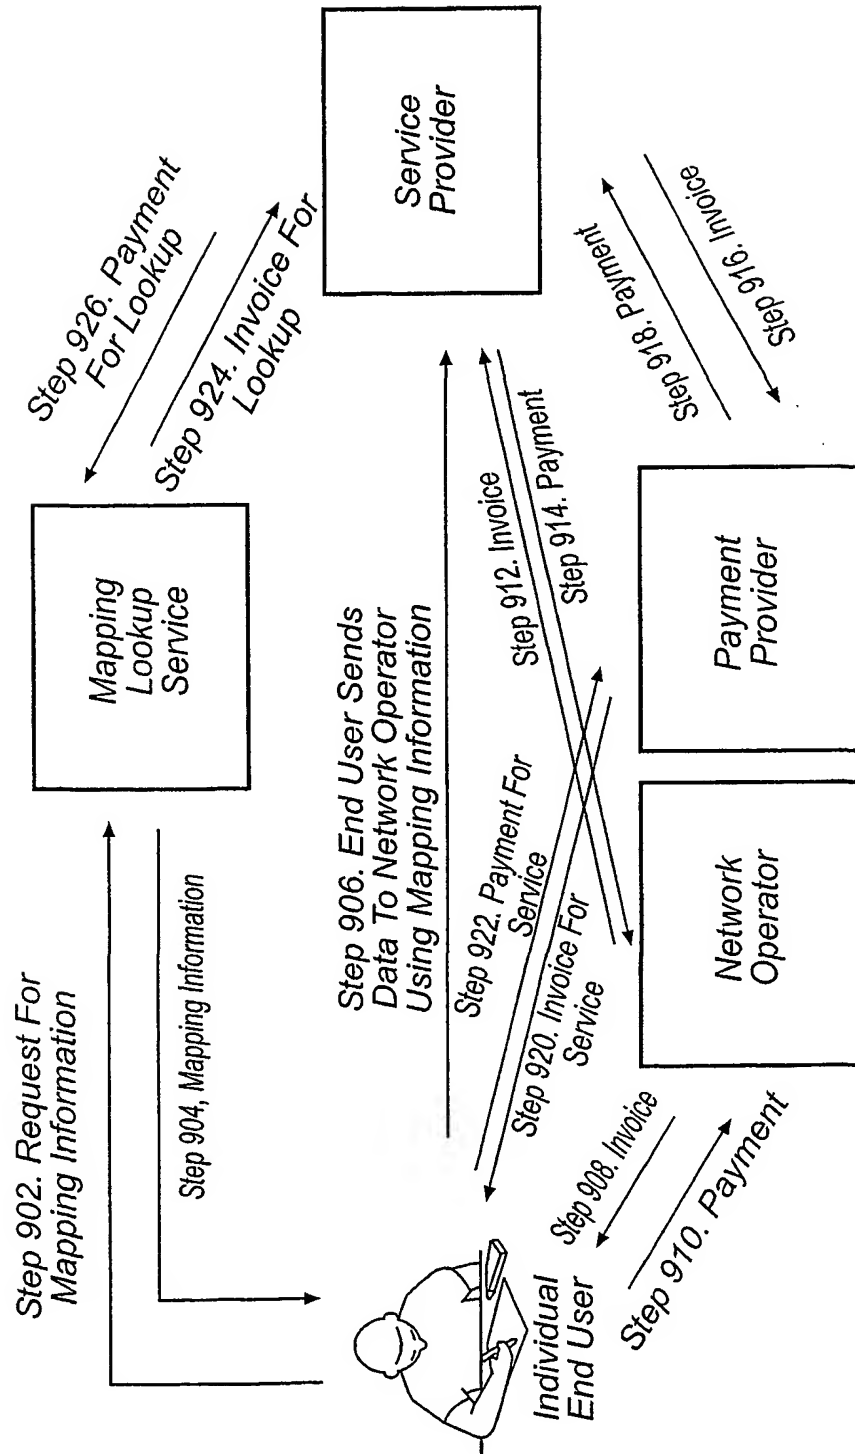 Step 902. Request For
Mapping Information
Step 904, Mapping Information
Mapping
Lookup
Service
Step 926. Payment
For Lookup
Step 924. Invoice For
Lookup
Step 906. End User Sends
Data To Network Operator
Using Mapping Information
Service
Provider
Step 922. Payment For
Service
Step 920. Invoice For
Service
Step 912. Invoice
Step 914. Payment
Step 918. Payment
Step 916. Invoice
Individual
End User
Step 908. Invoice
Step 910. Payment
Network
Operator
Payment
Provider